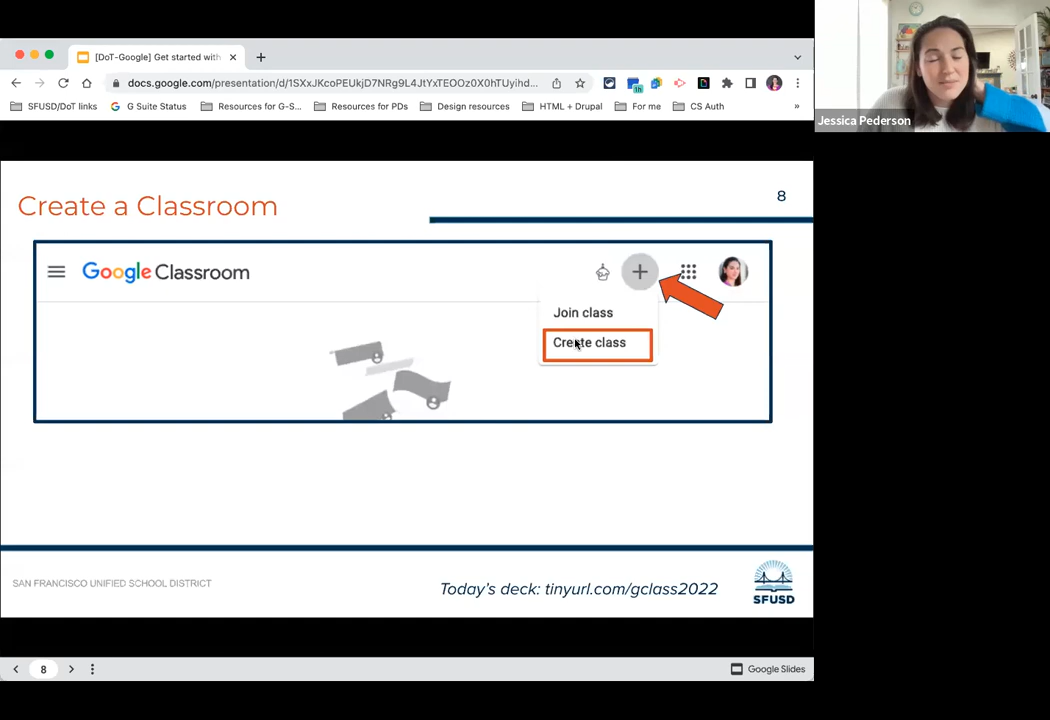 [DoT-Google] Get started with
docs.google.com/presentation/d/1SXxJKcoPEUkjD7NRg9L4JtYxTEOOz0X0hTUyihd...
1h
SFUSD/DoT links
G Suite Status
Resources for G-S...
Resources for PDs
Design resources
HTML + Drupal
For me
CS Auth
»
Jessica Pederson
Create a Classroom
8
Google Classroom
Join class
Create class
SAN FRANCISCO UNIFIED SCHOOL DISTRICT
Today's deck: tinyurl.com/gclass2022
SFUSD
8
Google Slides